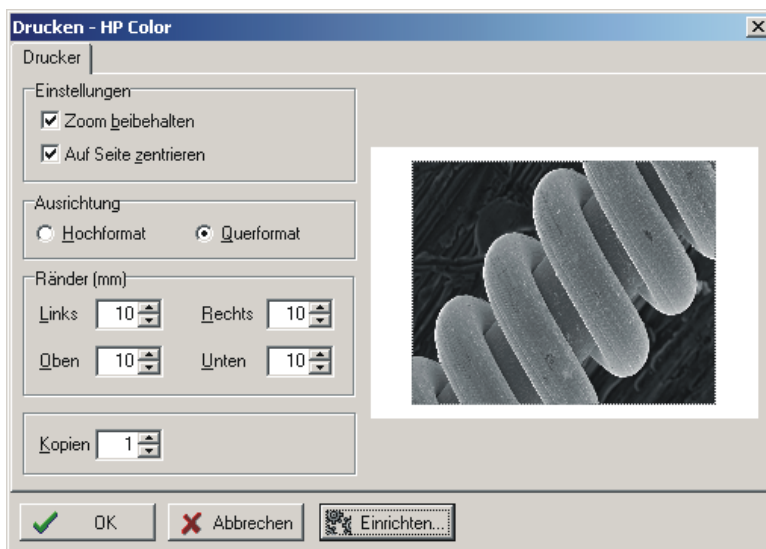 Drucken - HP Color
Drucker
Einstellungen
Zoom beibehalten
Auf Seite zentrieren
Ausrichtung
Hochformat Querformat
Ränder (mm)
Links 10 Rechts 10
Oben 10 Unten 10
Kopien 1
OK Abbrechen Einrichten...